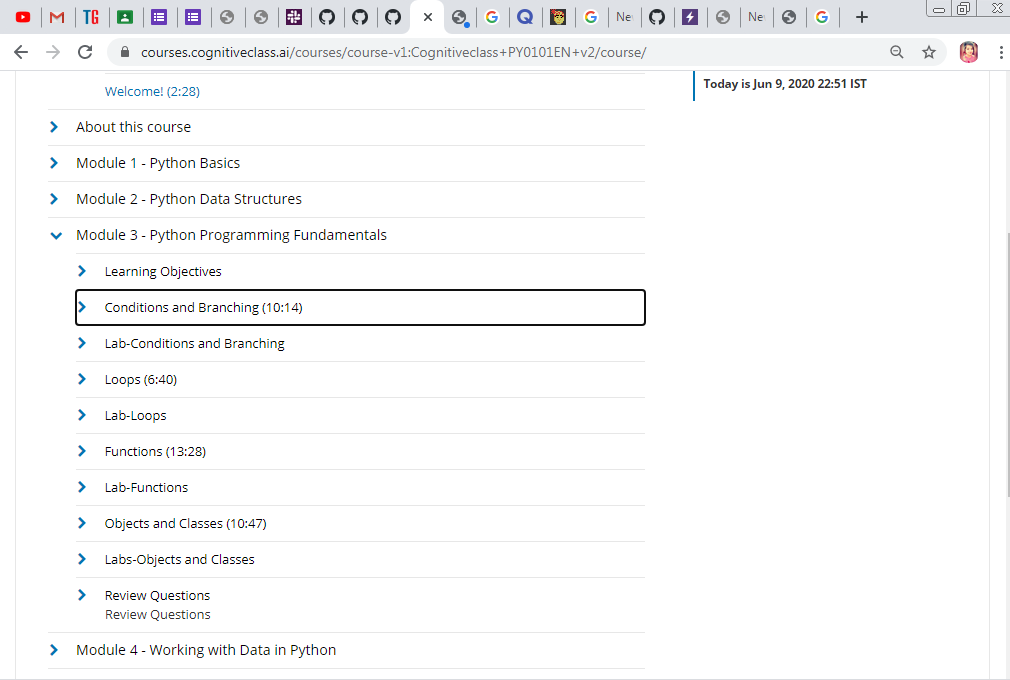 TG
Ne
Ne
courses.cognitiveclass.ai/courses/course-v1:Cognitiveclass+PY0101EN+v2/course/
Today is Jun 9, 2020 22:51 IST
Welcome! (2:28)
About this course
Module 1 - Python Basics
Module 2 - Python Data Structures
Module 3 - Python Programming Fundamentals
Learning Objectives
Conditions and Branching (10:14)
Lab-Conditions and Branching
Loops (6:40)
Lab-Loops
Functions (13:28)
Lab-Functions
Objects and Classes (10:47)
Labs-Objects and Classes
Review Questions
Review Questions
Module 4 - Working with Data in Python